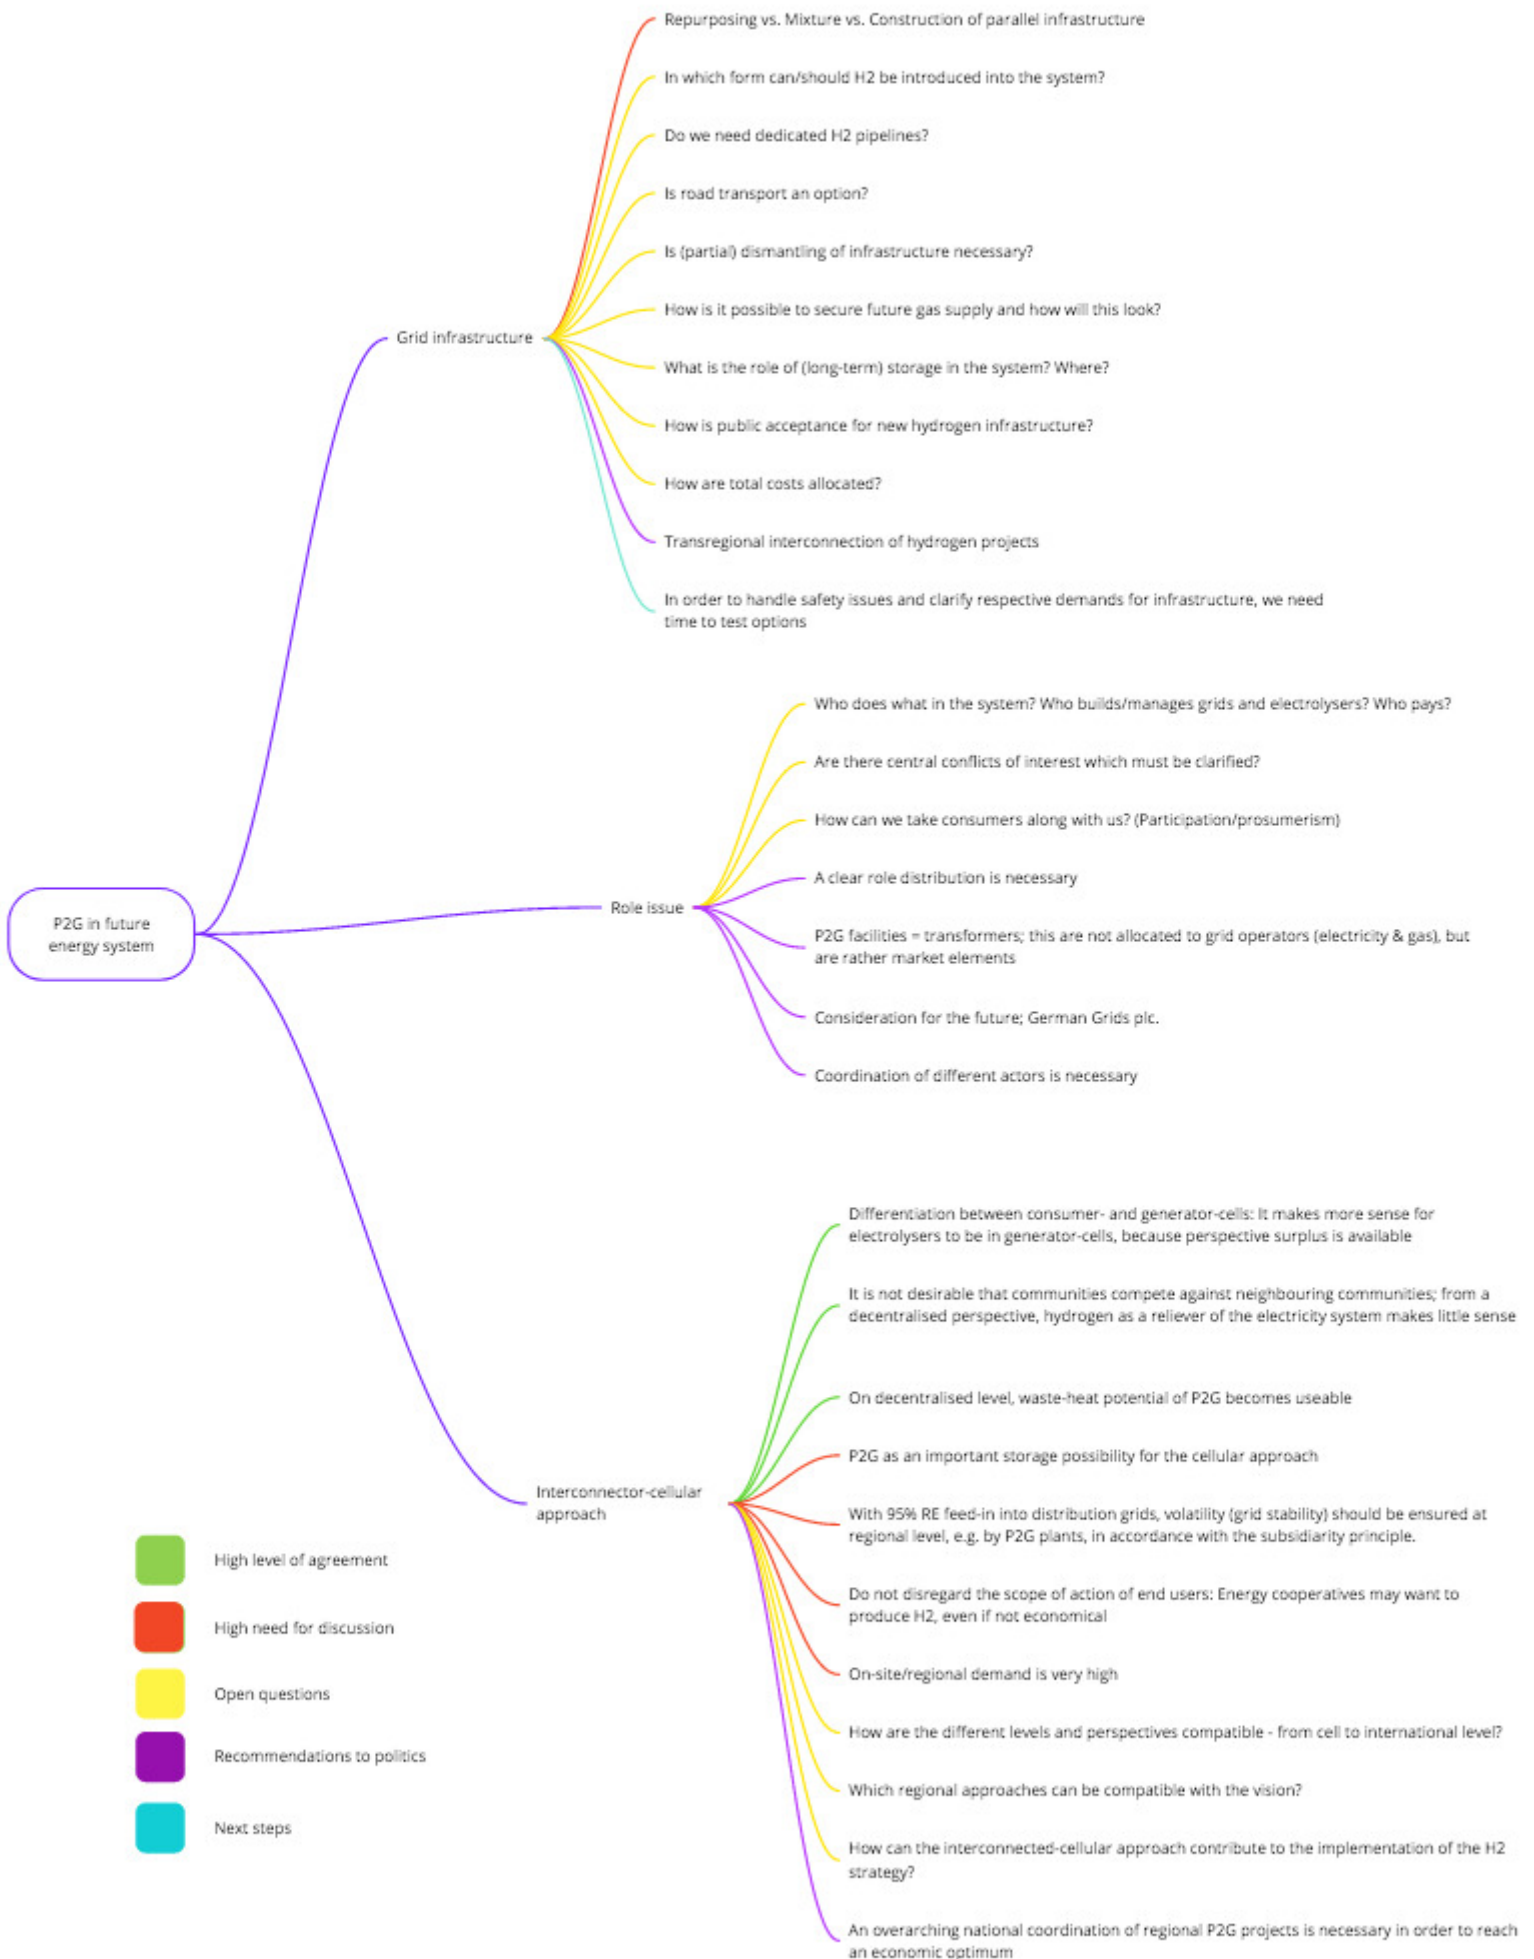 Repurposing vs. Mixture vs. Construction of parallel infrastructure
In which form can/should H2 be introduced into the system?
Do we need dedicated H2 pipelines?
Is road transport an option?
Is (partial) dismantling of infrastructure necessary?
How is it possible to secure future gas supply and how will this look?
Grid infrastructure
What is the role of (long-term) storage in the system? Where?
How is public acceptance for new hydrogen infrastructure?
How are total costs allocated?
Transregional interconnection of hydrogen projects
In order to handle safety issues and clarify respective demands for infrastructure, we need
time to test options
Who does what in the system? Who builds/manages grids and electrolysers? Who pays?
Are there central conflicts of interest which must be clarified?
How can we take consumers along with us? (Participation/prosumerism)
A clear role distribution is necessary
Role issue
P2G in future
energy system
P2G facilities = transformers; this are not allocated to grid operators (electricity & gas), but
are rather market elements
Consideration for the future; German Grids plc.
Coordination of different actors is necessary
Differentiation between consumer- and generator-cells: It makes more sense for
electrolysers to be in generator-cells, because perspective surplus is available
It is not desirable that communities compete against neighbouring communities; from a
decentralised perspective, hydrogen as a reliever of the electricity system makes little sense
On decentralised level, waste-heat potential of P2G becomes useable
P2G as an important storage possibility for the cellular approach
Interconnector-cellular
approach
With 95% RE feed-in into distribution grids, volatility (grid stability) should be ensured at
regional level, e.g. by P2G plants, in accordance with the subsidiarity principle.
Do not disregard the scope of action of end users: Energy cooperatives may want to
produce H2, even if not economical
On-site/regional demand is very high
How are the different levels and perspectives compatible - from cell to international level?
Which regional approaches can be compatible with the vision?
How can the interconnected-cellular approach contribute to the implementation of the H2
strategy?
An overarching national coordination of regional P2G projects is necessary in order to reach
an economic optimum
High level of agreement
High need for discussion
Open questions
Recommendations to politics
Next steps